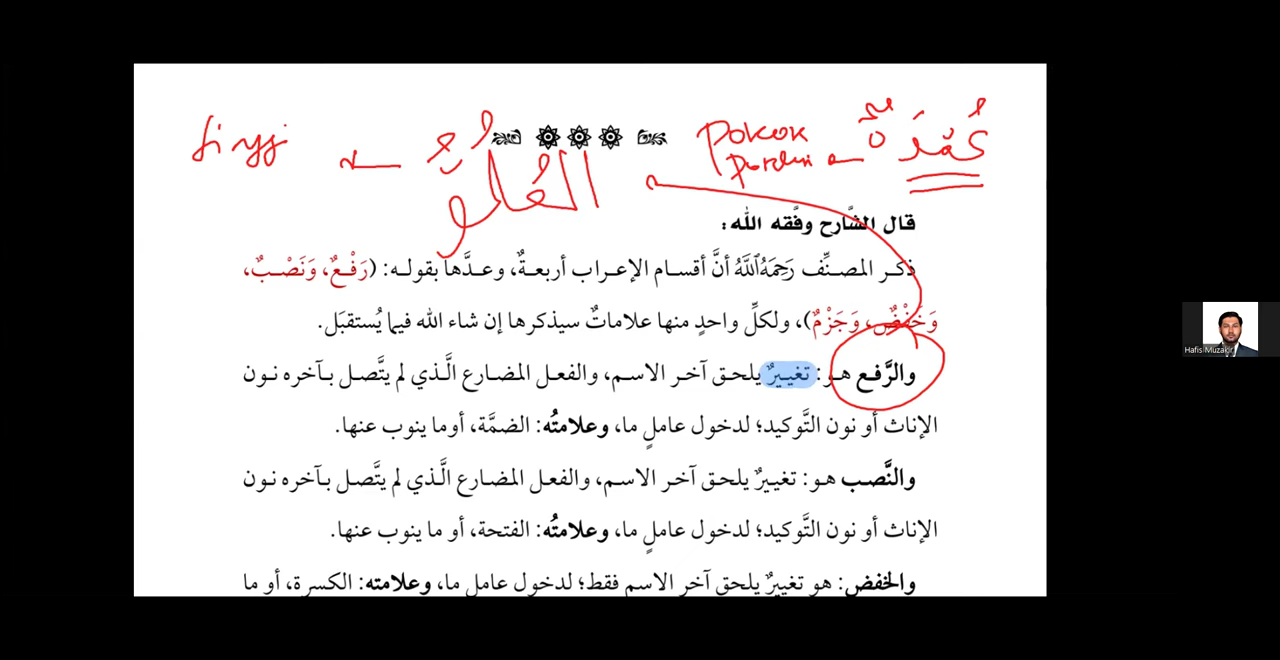 عُمْدَةٌ
Pokok
العُلُوُّ
tinggi
قال الشَّارح وفَّقه الله:
ذكر المصنِّف رَحِمَهُ ٱللَّهُ أنَّ أقسام الإعراب أربعةٌ، وعدَّها بقوله: (رَفْعٌ، وَنَصْبٌ،
وَخَفْضٌ، وَجَزْمٌ)، ولكلِّ واحدٍ منها علاماتٌ سيذكرها إن شاء الله فيما يُستقبَل.
والرَّفع هو: تغييرٌ يلحق آخر الاسم، والفعل المضارع الَّذي لم يتَّصل بآخره نون
الإناث أو نون التَّوكيد؛ لدخول عاملٍ ما، وعلامتُه: الضمَّة، أوما ينوب عنها.
والنَّصب هو: تغييرٌ يلحق آخر الاسم، والفعل المضارع الَّذي لم يتَّصل بآخره نون
الإناث أو نون التَّوكيد؛ لدخول عاملٍ ما، وعلامتُه: الفتحة، أو ما ينوب عنها.
والخفض: هو تغييرٌ يلحق آخر الاسم فقط؛ لدخول عامل ما، وعلامته: الكسرة، أو ما
Hafis Muzakir